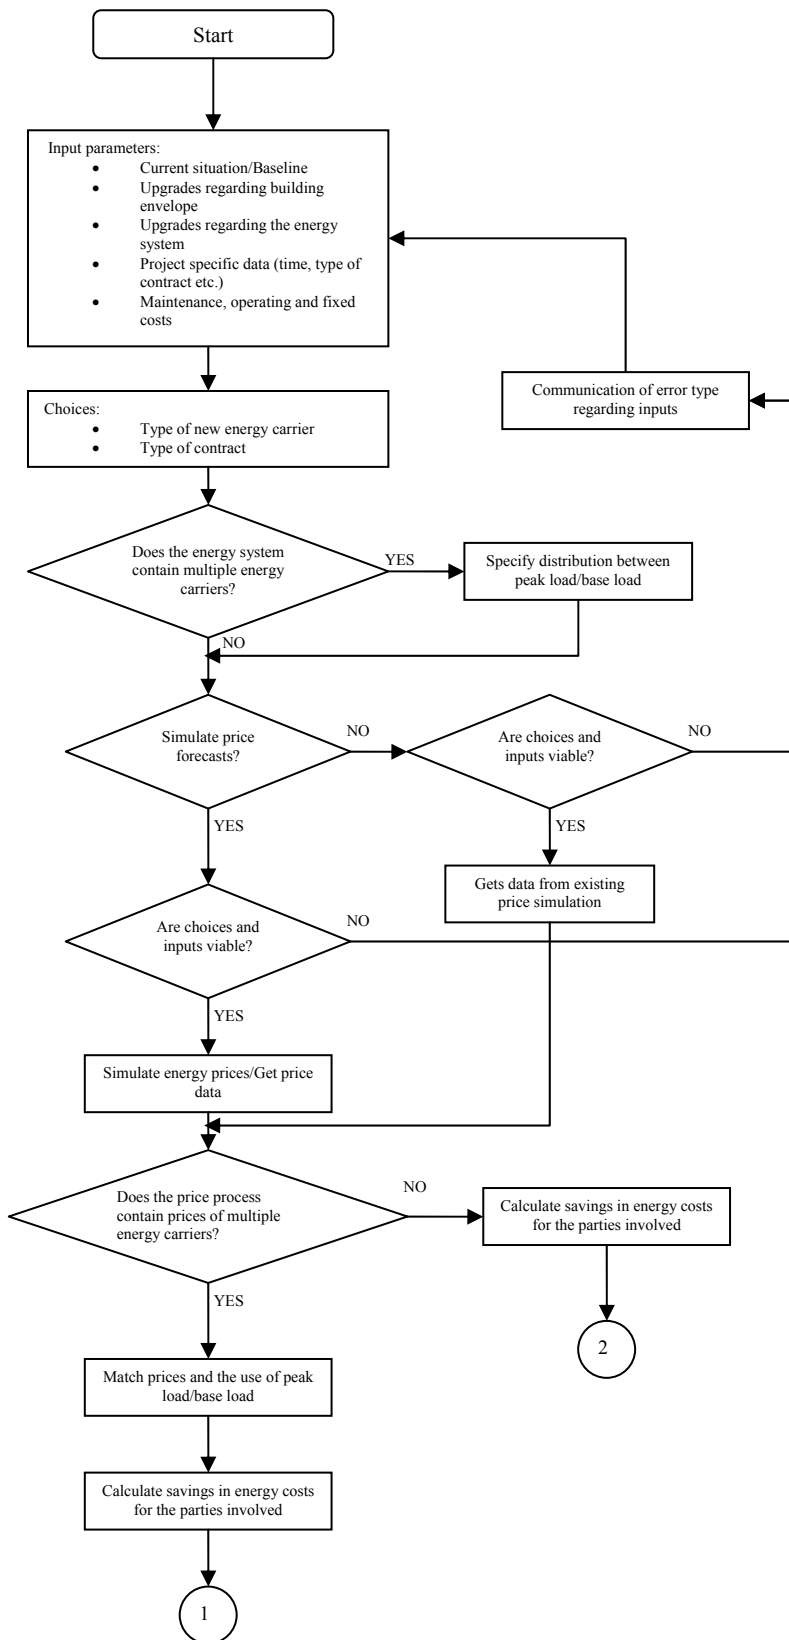 Start
Input parameters:
• Current situation/Baseline
• Upgrades regarding building
envelope
• Upgrades regarding the energy
system
• Project specific data (time, type of
contract etc.)
• Maintenance, operating and fixed
costs
Communication of error type
regarding inputs
Choices:
• Type of new energy carrier
• Type of contract
Does the energy system
contain multiple energy
carriers?
YES
Specify distribution between
peak load/base load
NO
Simulate price
forecasts?
NO
Are choices and
inputs viable?
NO
YES
YES
Gets data from existing
price simulation
Are choices and
inputs viable?
NO
YES
Simulate energy prices/Get price
data
Does the price process
contain prices of multiple
energy carriers?
NO
Calculate savings in energy costs
for the parties involved
YES
2
Match prices and the use of peak
load/base load
Calculate savings in energy costs
for the parties involved
1